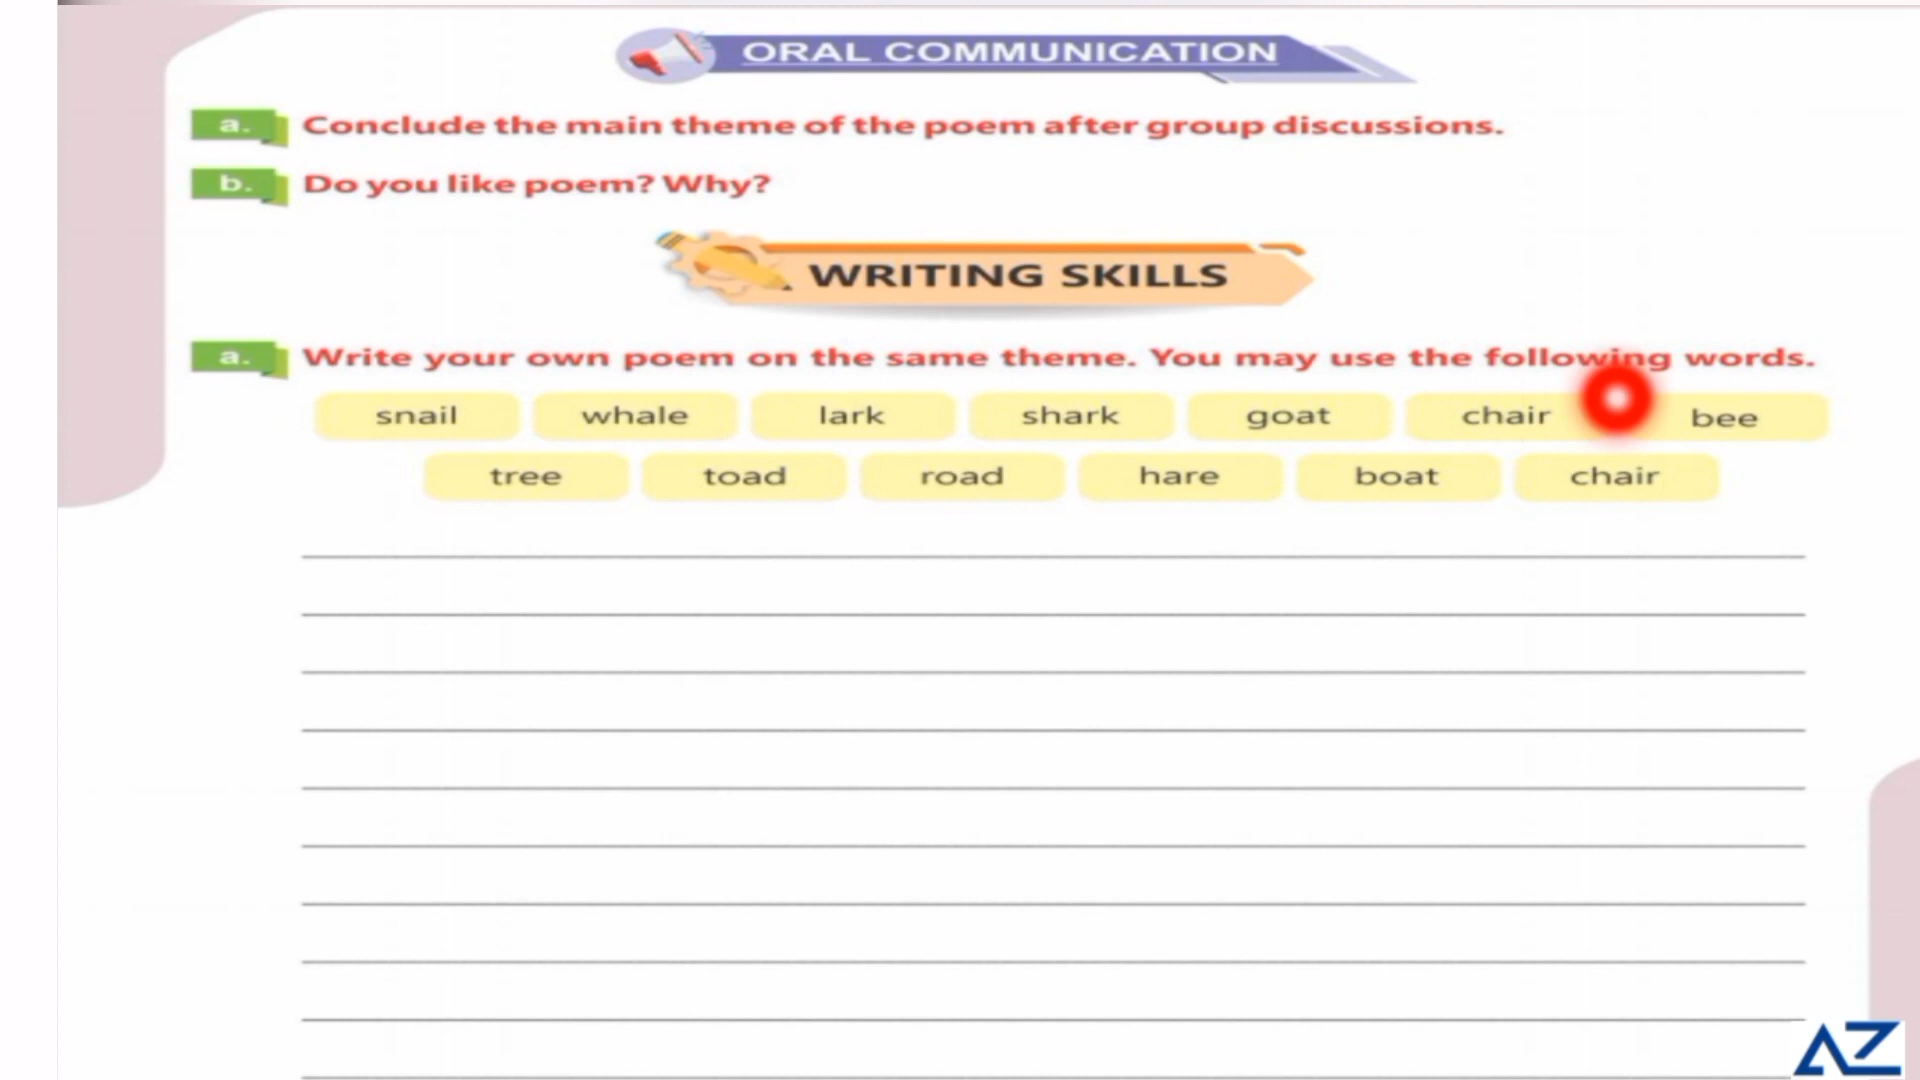 ORAL COMMUNICATION
a. Conclude the main theme of the poem after group discussions.
b. Do you like poem? Why?
WRITING SKILLS
a. Write your own poem on the same theme. You may use the following words.
snail whale lark shark goat chair bee
tree toad road hare boat chair
AZ